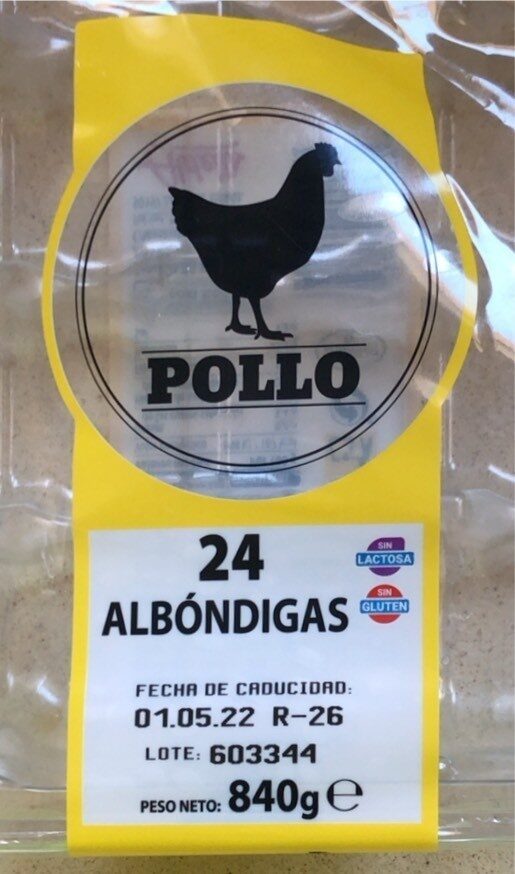 POLLO
24
ALBÓNDIGAS
SIN
LACTOSA
SIN
GLUTEN
FECHA DE CADUCIDAD:
01.05.22 R-26
LOTE: 603344
PESO NETO: 840g e